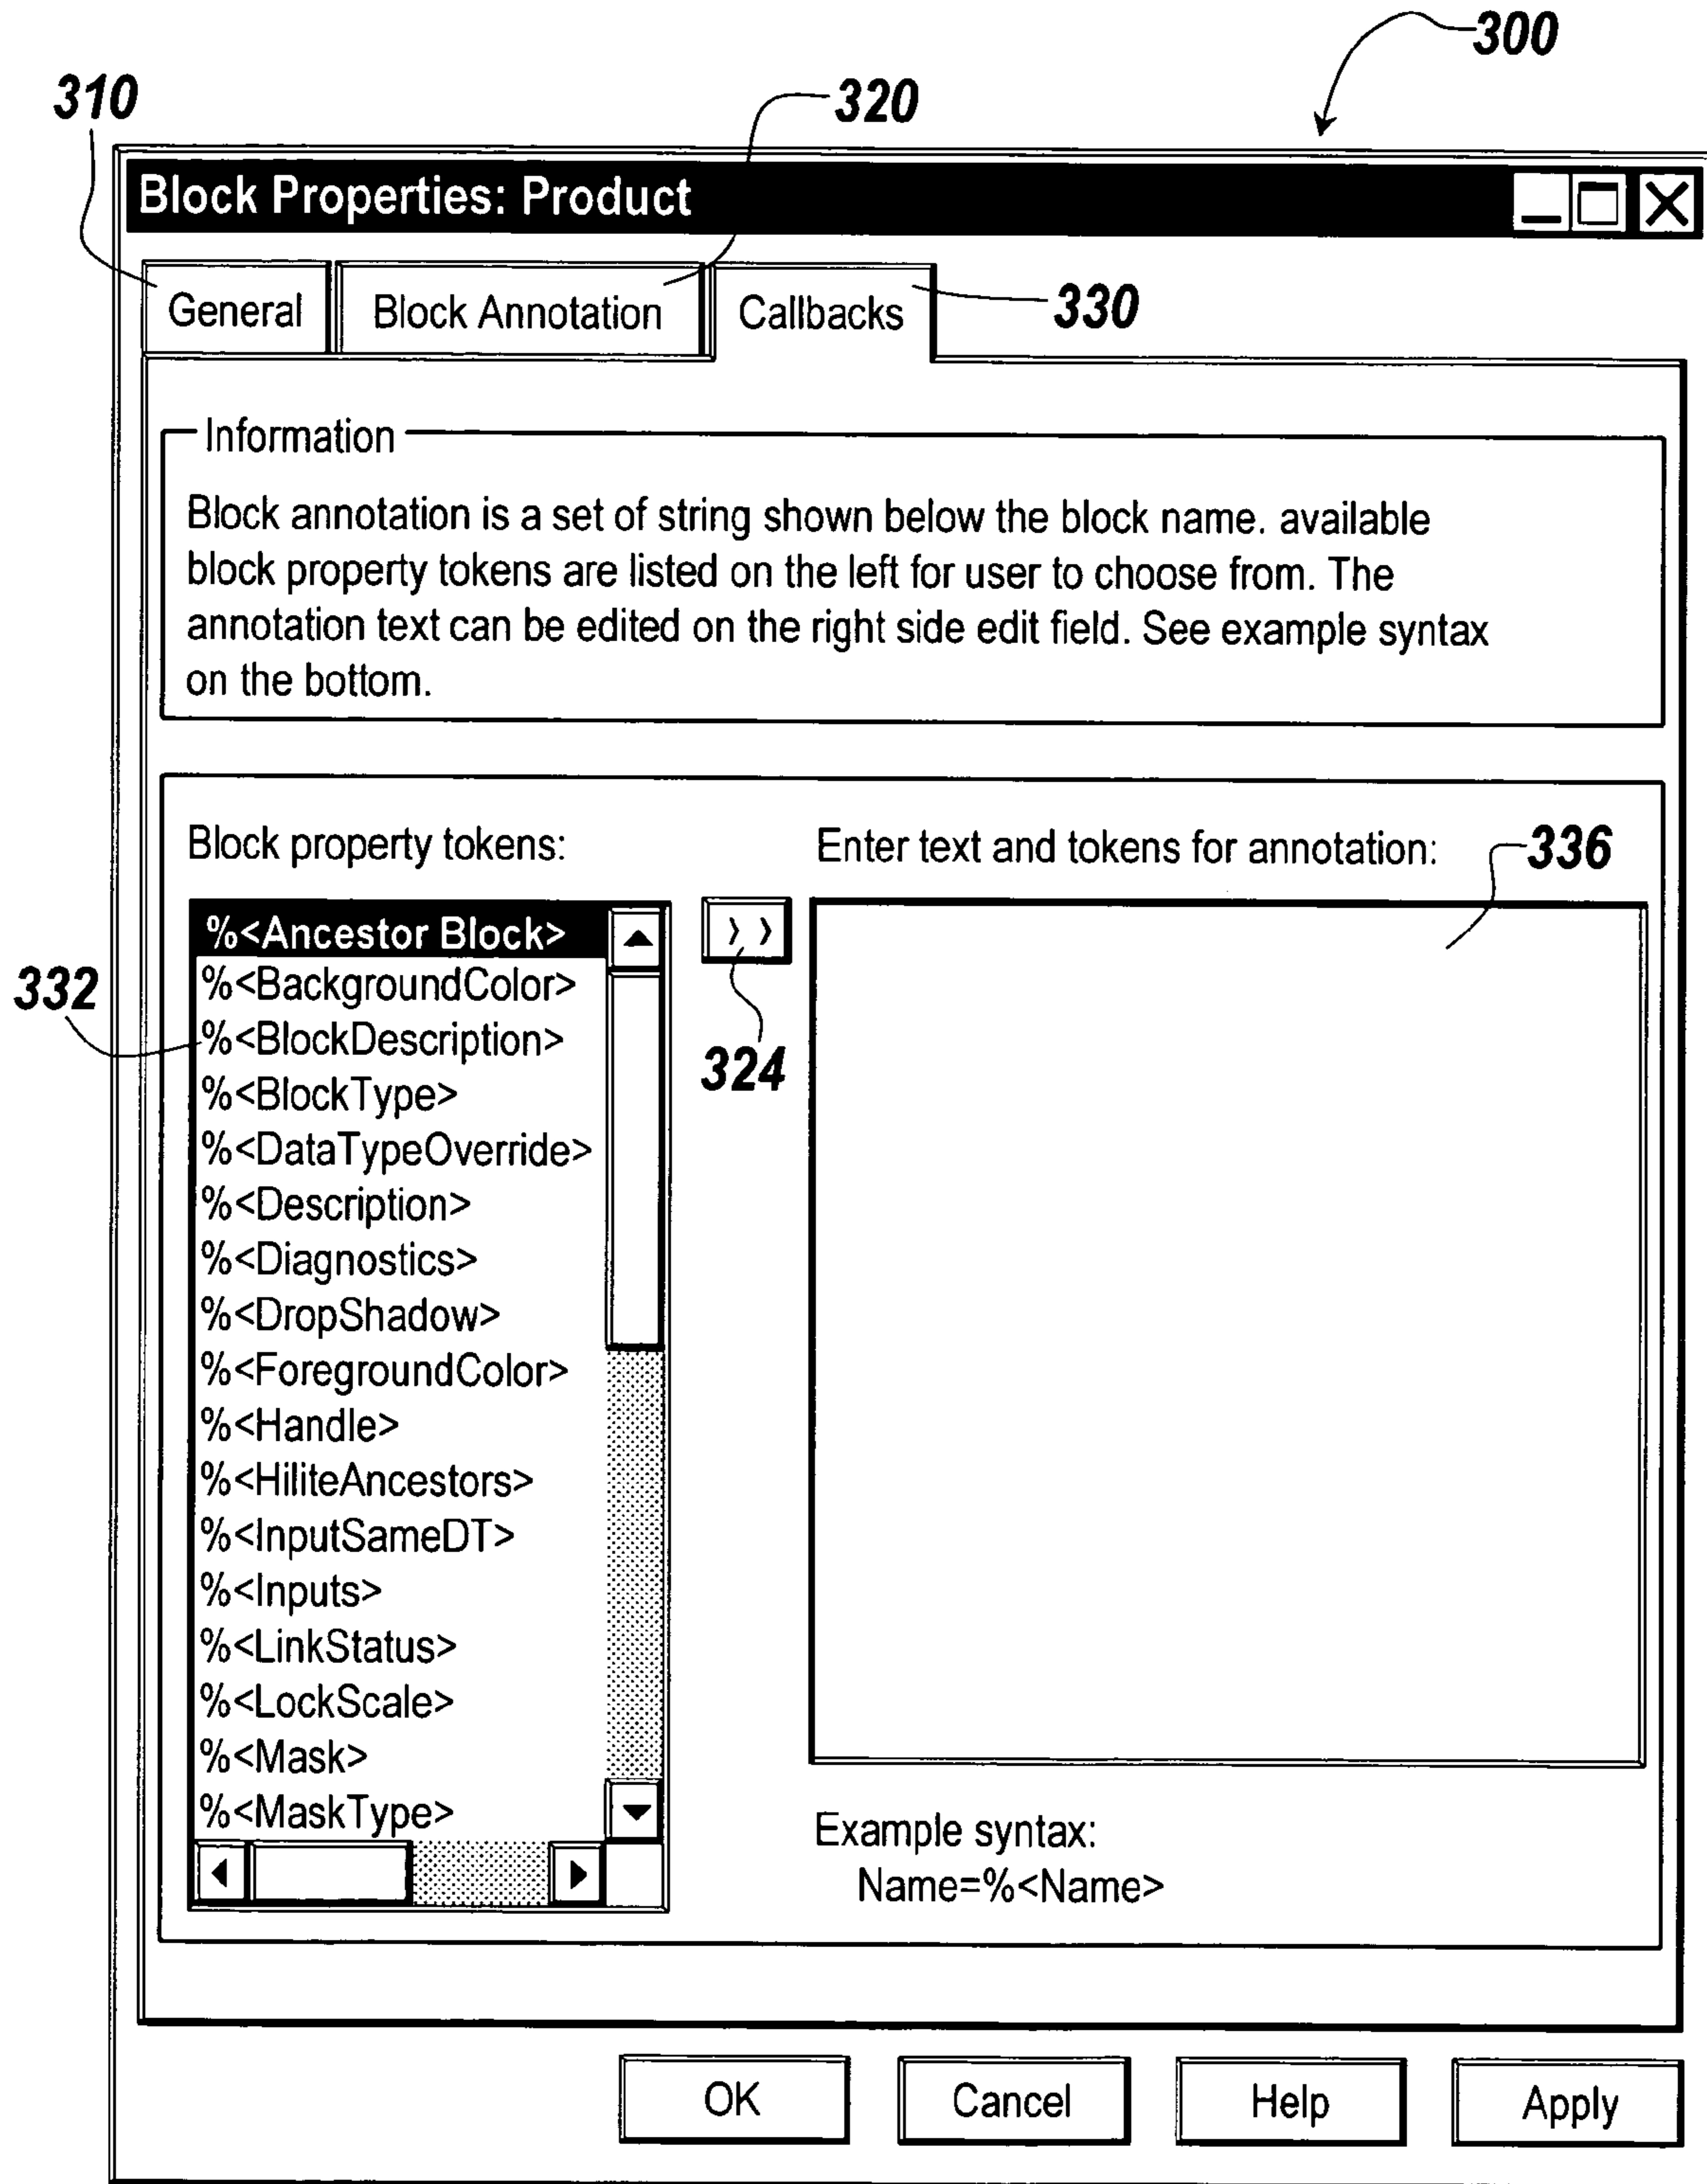 300
310
320
Block Properties: Product
General
Block Annotation
Callbacks
330
Information
Block annotation is a set of string shown below the block name. available
block property tokens are listed on the left for user to choose from. The
annotation text can be edited on the right side edit field. See example syntax
on the bottom.
Block property tokens:
Enter text and tokens for annotation:
336
%<Ancestor Block>
%<BackgroundColor>
%<BlockDescription>
%<BlockType>
%<DataTypeOverride>
%<Description>
%<Diagnostics>
%<DropShadow>
%<ForegroundColor>
%<Handle>
%<HiliteAncestors>
%<InputSameDT>
%<Inputs>
%<LinkStatus>
%<LockScale>
%<Mask>
%<MaskType>
332
>>
324
Example syntax:
Name=%<Name>
OK
Cancel
Help
Apply